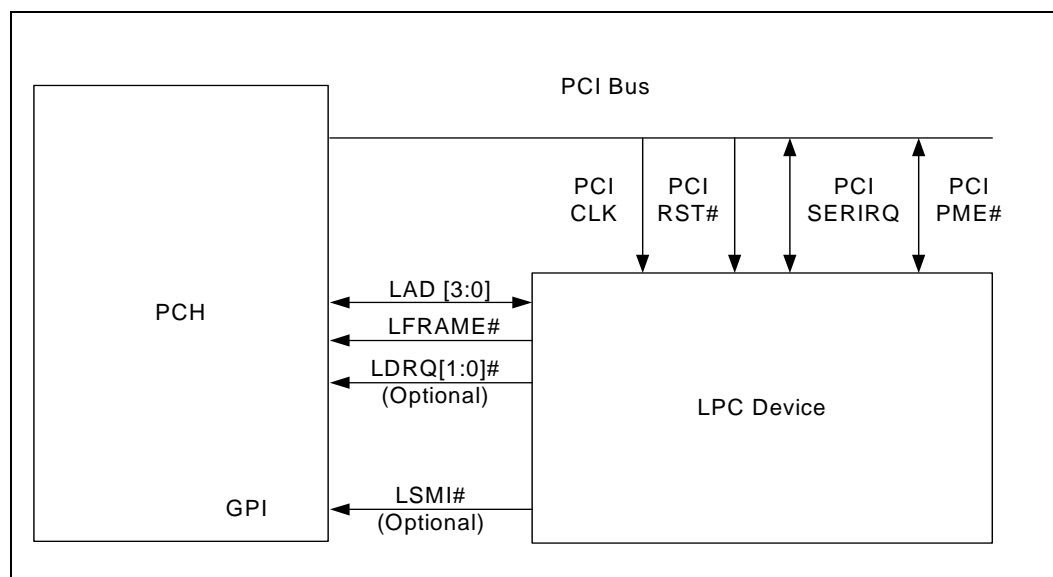 PCI Bus
PCI
CLK
PCI
RST#
PCI
SERIRQ
PCI
PME#
PCH
LAD [3:0]
LFRAME#
LDRQ[1:0]#
(Optional)
LPC Device
GPI
LSMI#
(Optional)